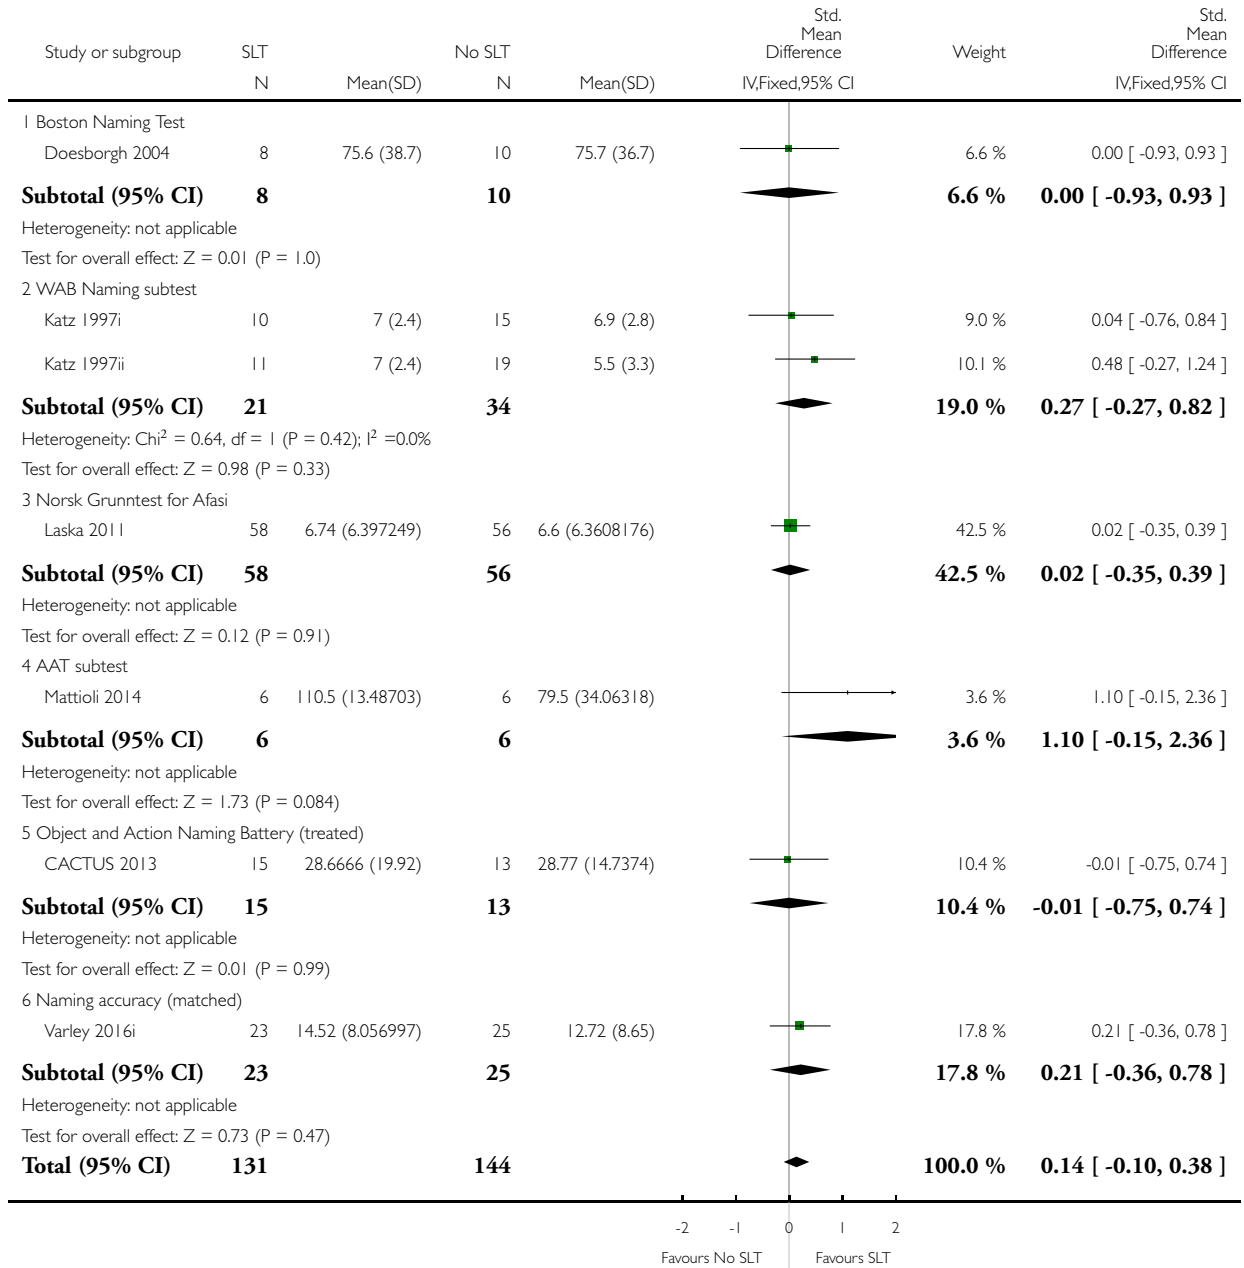 Study or subgroup SLT No SLT Std. Mean Difference Weight Std. Mean Difference
N Mean(SD) N Mean(SD) IV,Fixed,95% CI IV,Fixed,95% CI
1 Boston Naming Test
Doesborgh 2004 8 75.6 (38.7) 10 75.7 (36.7) 6.6 % 0.00 [ -0.93, 0.93 ]
Subtotal (95% CI) 8 10 6.6 % 0.00 [ -0.93, 0.93 ]
Heterogeneity: not applicable
Test for overall effect: Z = 0.01 (P = 1.0)
2 WAB Naming subtest
Katz 1997i 10 7 (2.4) 15 6.9 (2.8) 9.0 % 0.04 [ -0.76, 0.84 ]
Katz 1997ii 11 7 (2.4) 19 5.5 (3.3) 10.1 % 0.48 [ -0.27, 1.24 ]
Subtotal (95% CI) 21 34 19.0 % 0.27 [ -0.27, 0.82 ]
Heterogeneity: Chi² = 0.64, df = 1 (P = 0.42); I² =0.0%
Test for overall effect: Z = 0.98 (P = 0.33)
3 Norsk Grunntest for Afasi
Laska 2011 58 6.74 (6.397249) 56 6.6 (6.3608176) 42.5 % 0.02 [ -0.35, 0.39 ]
Subtotal (95% CI) 58 56 42.5 % 0.02 [ -0.35, 0.39 ]
Heterogeneity: not applicable
Test for overall effect: Z = 0.12 (P = 0.91)
4 AAT subtest
Mattioli 2014 6 110.5 (13.48703) 6 79.5 (34.06318) 3.6 % 1.10 [ -0.15, 2.36 ]
Subtotal (95% CI) 6 6 3.6 % 1.10 [ -0.15, 2.36 ]
Heterogeneity: not applicable
Test for overall effect: Z = 1.73 (P = 0.084)
5 Object and Action Naming Battery (treated)
CACTUS 2013 15 28.6666 (19.92) 13 28.77 (14.7374) 10.4 % -0.01 [ -0.75, 0.74 ]
Subtotal (95% CI) 15 13 10.4 % -0.01 [ -0.75, 0.74 ]
Heterogeneity: not applicable
Test for overall effect: Z = 0.01 (P = 0.99)
6 Naming accuracy (matched)
Varley 2016i 23 14.52 (8.056997) 25 12.72 (8.65) 17.8 % 0.21 [ -0.36, 0.78 ]
Subtotal (95% CI) 23 25 17.8 % 0.21 [ -0.36, 0.78 ]
Heterogeneity: not applicable
Test for overall effect: Z = 0.73 (P = 0.47)
Total (95% CI) 131 144 100.0 % 0.14 [ -0.10, 0.38 ]
-2 -1 0 1 2
Favours No SLT Favours SLT